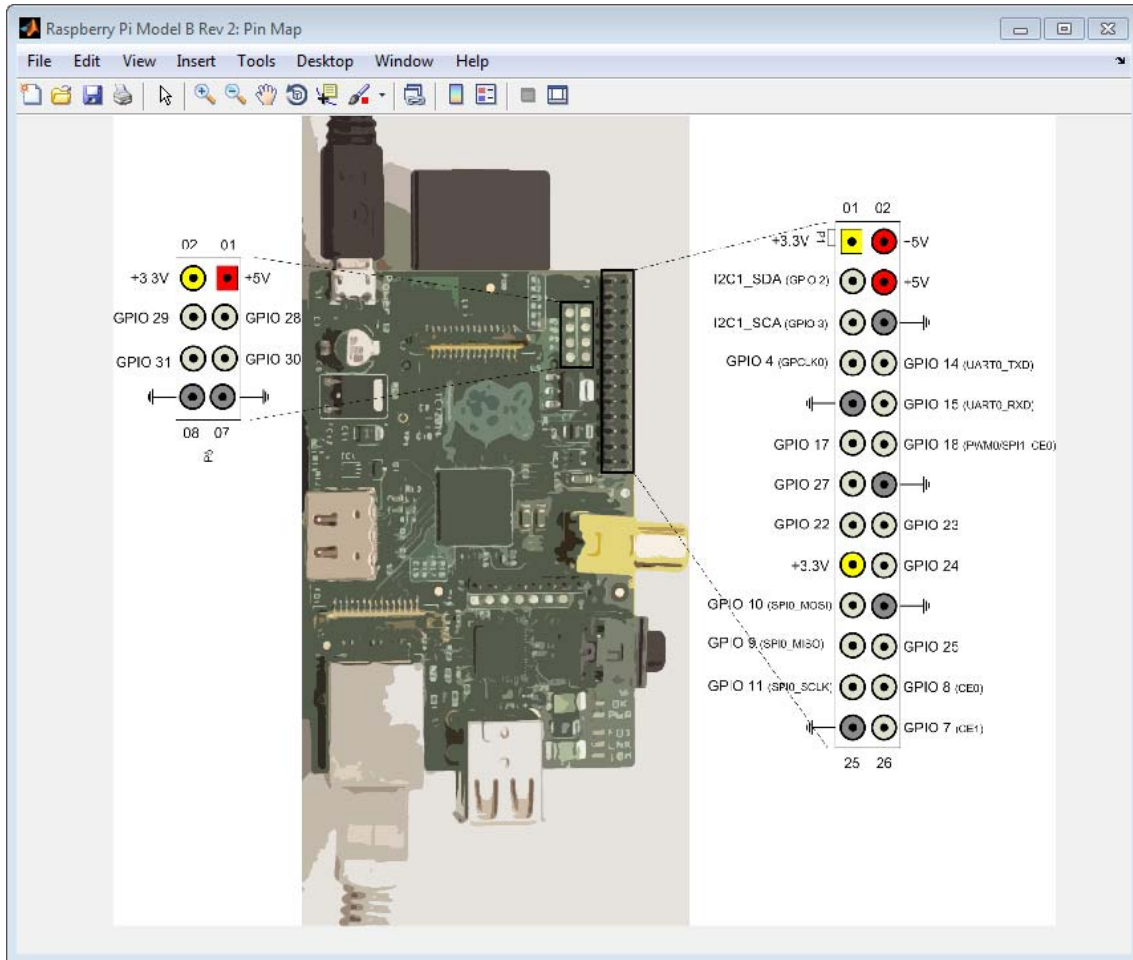 Raspberry Pi Model B Rev 2: Pin Map
File Edit View Insert Tools Desktop Window Help
01 02
+3.3V P1 +5V
I2C1_SDA (GPIO 2) +5V
I2C1_SCA (GPIO 3)
GPIO 4 (GPCLK0) GPIO 14 (UART0_TXD)
GPIO 15 (UART0_RXD)
GPIO 17 GPIO 18 (PWM0/SPI1_CE0)
GPIO 27
GPIO 22 GPIO 23
+3.3V GPIO 24
GPIO 10 (SPI0_MOSI)
GPIO 9 (SPI0_MISO) GPIO 25
GPIO 11 (SPI0_SCLK) GPIO 8 (CE0)
GPIO 7 (CE1)
25 26
02 01
+3.3V +5V
GPIO 29 GPIO 28
GPIO 31 GPIO 30
08 07